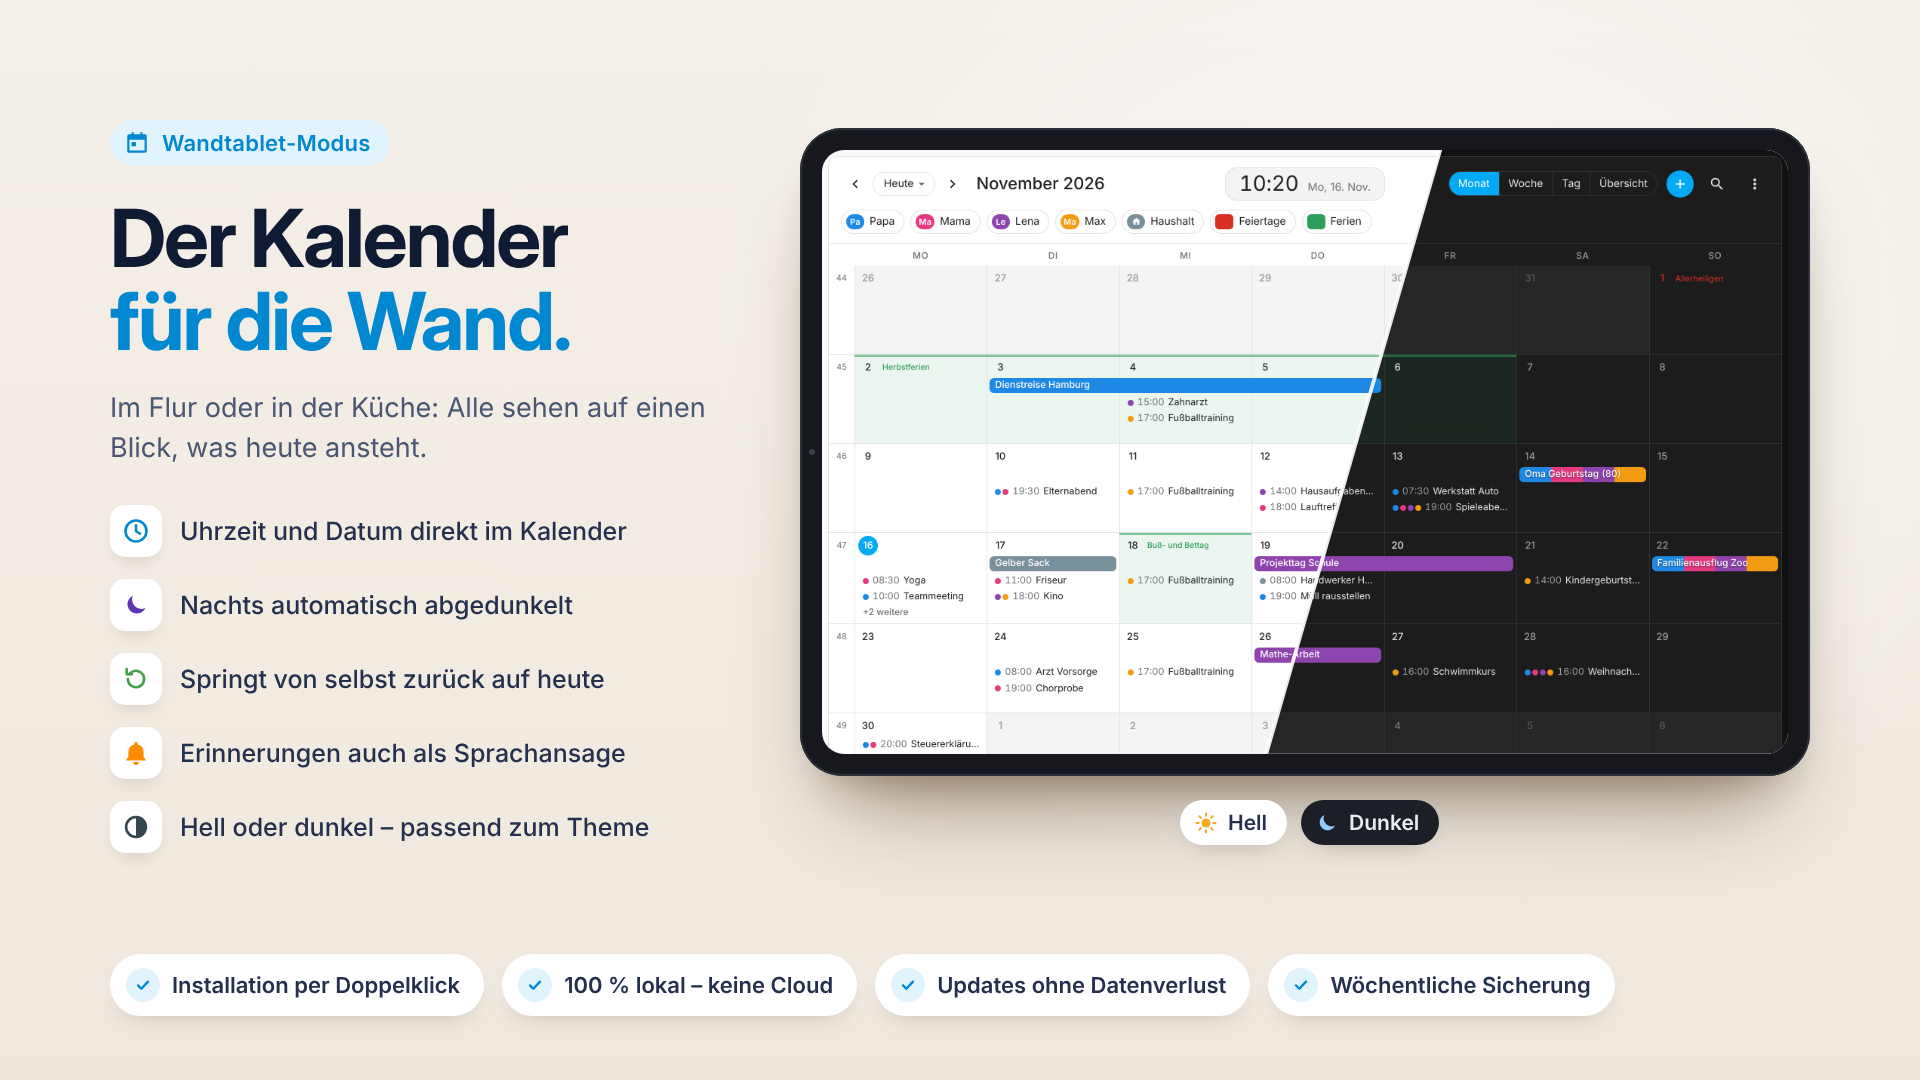 Wandtablet-Modus
Der Kalender
für die Wand.
Im Flur oder in der Küche: Alle sehen auf einen
Blick, was heute ansteht.
Uhrzeit und Datum direkt im Kalender
Nachts automatisch abgedunkelt
Springt von selbst zurück auf heute
Erinnerungen auch als Sprachansage
Hell oder dunkel – passend zum Theme
Heute November 2026 10:20 Mo, 16. Nov. Monat Woche Tag Übersicht
Pa Papa Ma Mama Le Lena Ma Max Haushalt Feiertage Ferien
MO DI MI DO FR SA SO
44 26 27 28 29 30 31 1 Allerheiligen
45 2 Herbstferien 3 4 5 6 7 8
Dienstreise Hamburg
15:00 Zahnarzt
17:00 Fußballtraining
46 9 10 11 12 13 14 15
Oma Geburtstag (80)
19:30 Elternabend 17:00 Fußballtraining 14:00 Hausaufgaben... 07:30 Werkstatt Auto
18:00 Lauftref 19:00 Spieleabe...
47 16 17 18 Buß- und Bettag 19 20 21 22
Gelber Sack Projekttag Schule Familienausflug Zoo
08:30 Yoga 11:00 Friseur 17:00 Fußballtraining 08:00 Handwerker H... 14:00 Kindergeburtst...
10:00 Teammeeting 18:00 Kino 19:00 Müll rausstellen
+2 weitere
48 23 24 25 26 27 28 29
Mathe-Arbeit
08:00 Arzt Vorsorge 17:00 Fußballtraining 16:00 Schwimmkurs 16:00 Weihnach...
19:00 Chorprobe
49 30 1 2 3 4 5 6
20:00 Steuererkläru...
Hell Dunkel
Installation per Doppelklick
100 % lokal – keine Cloud
Updates ohne Datenverlust
Wöchentliche Sicherung